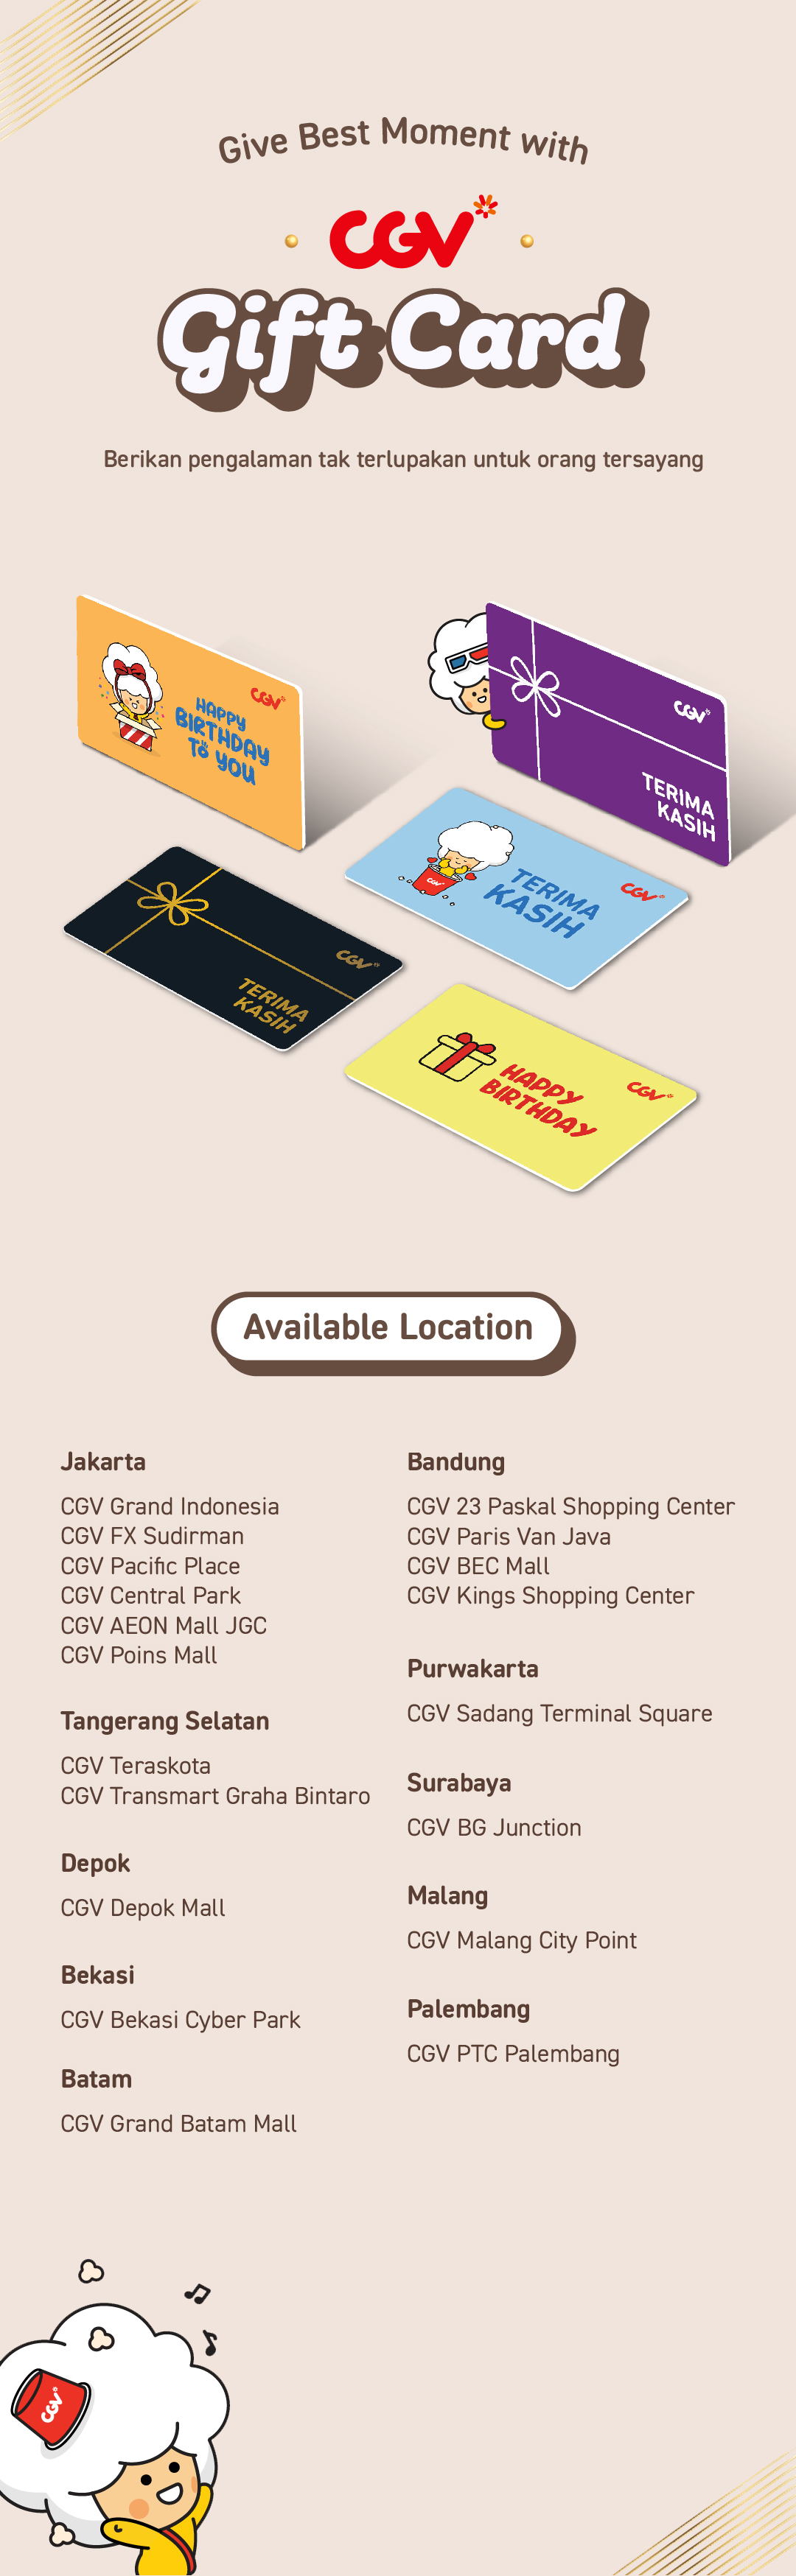 Give Best Moment with
CGV
Gift Card
Berikan pengalaman tak terlupakan untuk orang tersayang
CGV
HAPPY
BIRTHDAY
TO YOU
CGV
TERIMA
KASIH
CGV
TERIMA
KASIH
CGV
CGV
TERIMA
KASIH
CGV
HAPPY
BIRTHDAY
Available Location
Jakarta
CGV Grand Indonesia
CGV FX Sudirman
CGV Pacific Place
CGV Central Park
CGV AEON Mall JGC
CGV Poins Mall
Tangerang Selatan
CGV Teraskota
CGV Transmart Graha Bintaro
Depok
CGV Depok Mall
Bekasi
CGV Bekasi Cyber Park
Batam
CGV Grand Batam Mall
Bandung
CGV 23 Paskal Shopping Center
CGV Paris Van Java
CGV BEC Mall
CGV Kings Shopping Center
Purwakarta
CGV Sadang Terminal Square
Surabaya
CGV BG Junction
Malang
CGV Malang City Point
Palembang
CGV PTC Palembang
CGV